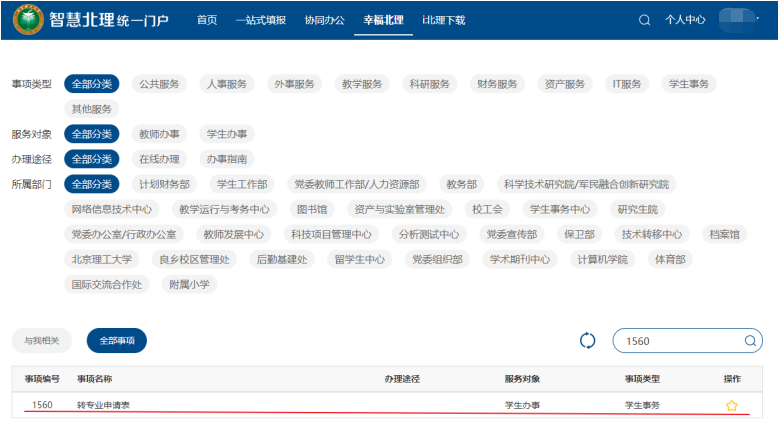 智慧北理统一门户 首页 一站式填报 协同办公 幸福北理 i北理下载 个人中心
事项类型 全部分类 公共服务 人事服务 外事服务 教学服务 科研服务 财务服务 资产服务 IT服务 学生事务
其他服务
服务对象 全部分类 教师办事 学生办事
办理途径 全部分类 在线办理 办事指南
所属部门 全部分类 计划财务部 学生工作部 党委教师工作部/人力资源部 教务部 科学技术研究院/军民融合创新研究院
网络信息技术中心 教学运行与考务中心 图书馆 资产与实验室管理处 校工会 学生事务中心 研究生院
党委办公室/行政办公室 教师发展中心 科技项目管理中心 分析测试中心 党委宣传部 保卫部 技术转移中心 档案馆
北京理工大学 良乡校区管理处 后勤基建处 留学生中心 党委组织部 学术期刊中心 计算机学院 体育部
国际交流合作处 附属小学
与我相关 全部事项 1560
事项编号 事项名称 办理途径 服务对象 事项类型 操作
1560 转专业申请表 学生办事 学生事务